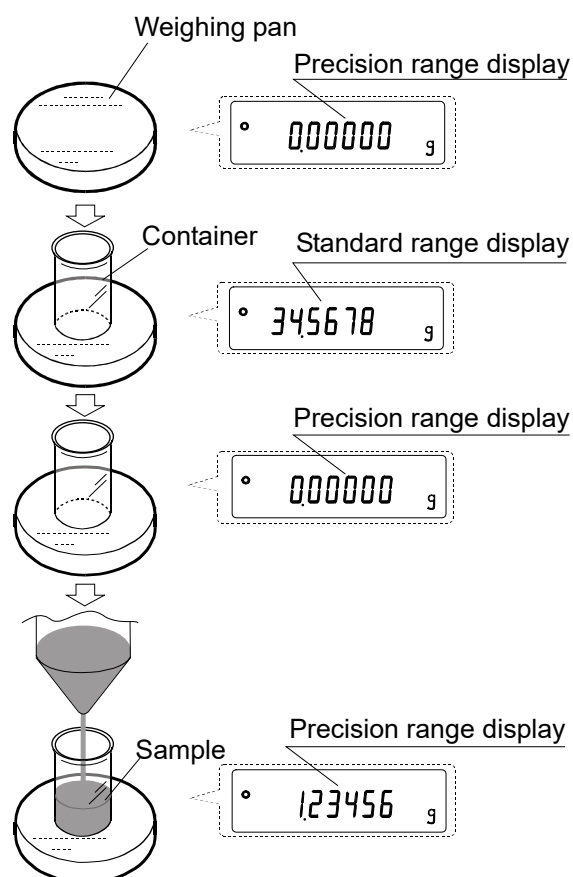 Weighing pan
Precision range display
0.00000 g
Container
Standard range display
34.5678 g
Precision range display
0.00000 g
Precision range display
Sample
1.23456 g